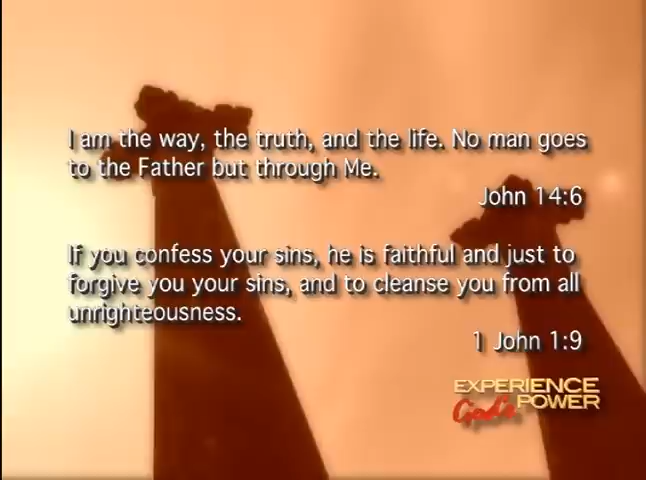 I am the way, the truth, and the life. No man goes
to the Father but through Me.
John 14:6
If you confess your sins, he is faithful and just to
forgive you your sins, and to cleanse you from all
unrighteousness.
1 John 1:9
EXPERIENCE
God's POWER